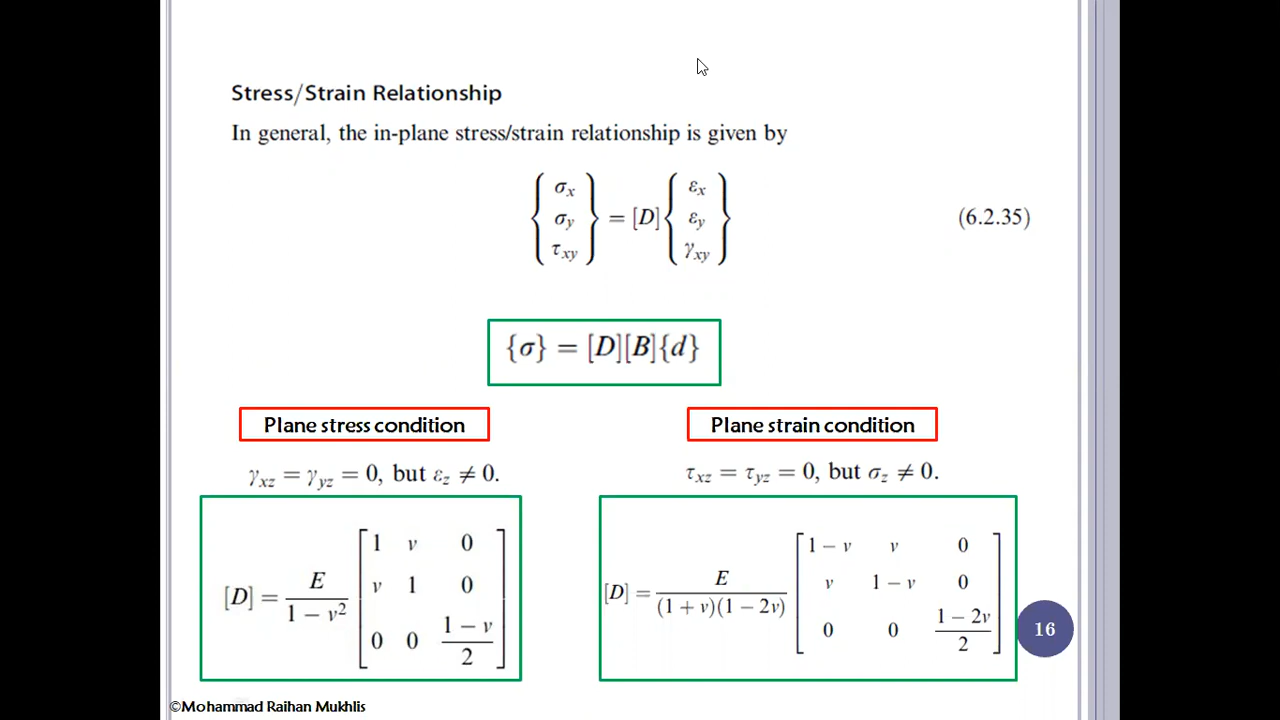 Stress/Strain Relationship
In general, the in-plane stress/strain relationship is given by
{σx σy τxy} = [D] {εx εy γxy} (6.2.35)
{σ} = [D][B]{d}
Plane stress condition
γxz = γyz = 0, but εz ≠ 0.
[D] = E / (1 − ν²) [1 ν 0; ν 1 0; 0 0 (1 − ν)/2]
Plane strain condition
τxz = τyz = 0, but σz ≠ 0.
[D] = E / ((1 + ν)(1 − 2ν)) [1 − ν ν 0; ν 1 − ν 0; 0 0 (1 − 2ν)/2]
16
©Mohammad Raihan Mukhlis